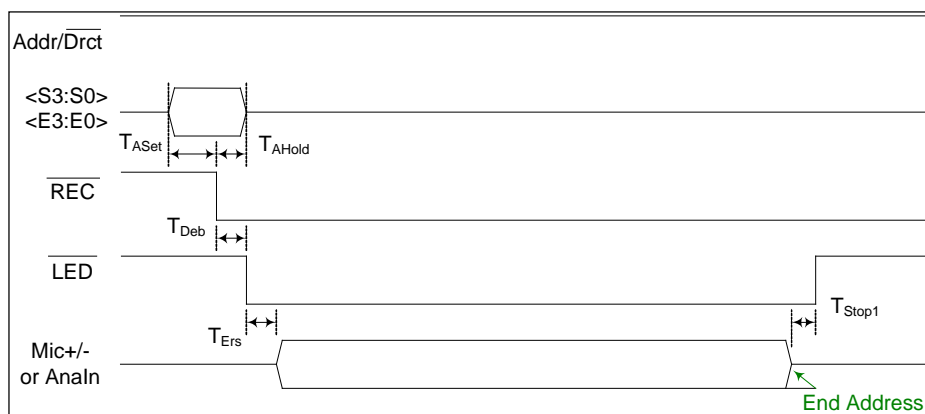 Addr/Drct
<S3:S0>
<E3:E0>
TASet
TAHold
REC
TDeb
LED
TErs
TStop1
Mic+/-
or AnaIn
End Address